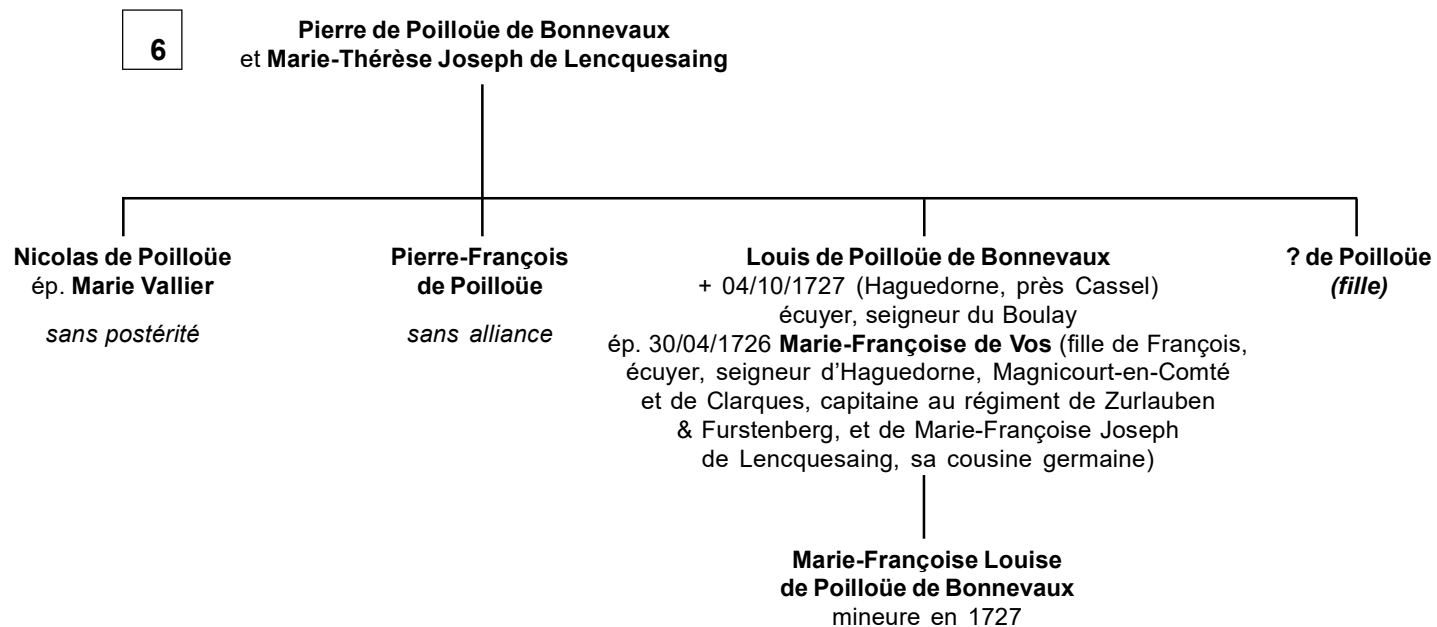 6
Pierre de Poilloüe de Bonnevaux
et Marie-Thérèse Joseph de Lencquesaing
Nicolas de Poilloüe
ép. Marie Vallier
sans postérité
Pierre-François
de Poilloüe
sans alliance
Louis de Poilloüe de Bonnevaux
+ 04/10/1727 (Haguedorne, près Cassel)
écuyer, seigneur du Boulay
ép. 30/04/1726 Marie-Françoise de Vos (fille de François,
écuyer, seigneur d’Haguedorne, Magnicourt-en-Comté
et de Clarques, capitaine au régiment de Zurlauben
& Furstenberg, et de Marie-Françoise Joseph
de Lencquesaing, sa cousine germaine)
? de Poilloüe
(fille)
Marie-Françoise Louise
de Poilloüe de Bonnevaux
mineure en 1727